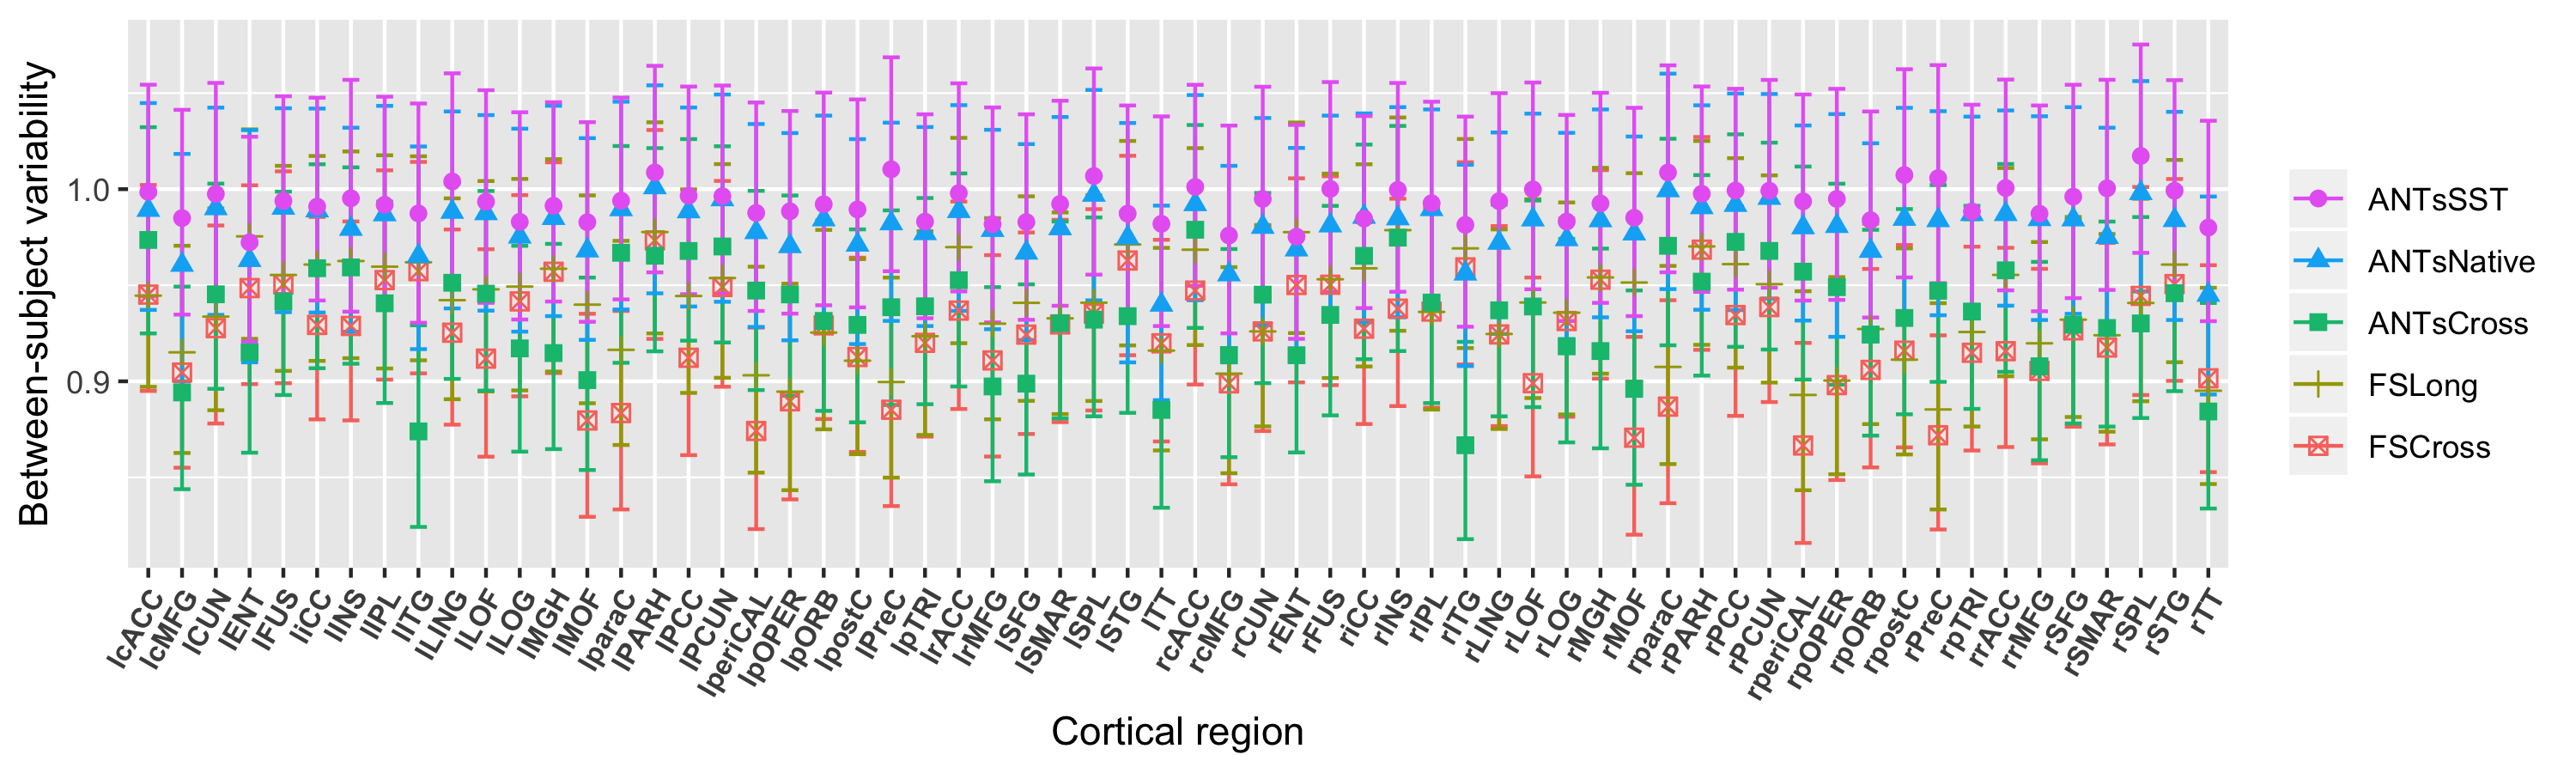 Between-subject variability
1.0
0.9
lcACC
lcMFG
lCUN
lENT
lFUS
liCC
lINS
lIPL
lITG
lLING
lLOF
lLOG
lMGH
lMOF
lparaC
lPARH
lPCC
lPCUN
lperiCAL
lpOPER
lpORB
lpostC
lPreC
lpTRI
lrACC
lrMFG
lSFG
lSMAR
lSPL
lSTG
lTT
rcACC
rcMFG
rCUN
rENT
rFUS
riCC
rINS
rIPL
rITG
rLING
rLOF
rLOG
rMGH
rMOF
rparaC
rPARH
rPCC
rPCUN
rperiCAL
rpOPER
rpORB
rpostC
rPreC
rpTRI
rrACC
rrMFG
rSFG
rSMAR
rSPL
rSTG
rTT
Cortical region
ANTsSST
ANTsNative
ANTsCross
FSLong
FSCross